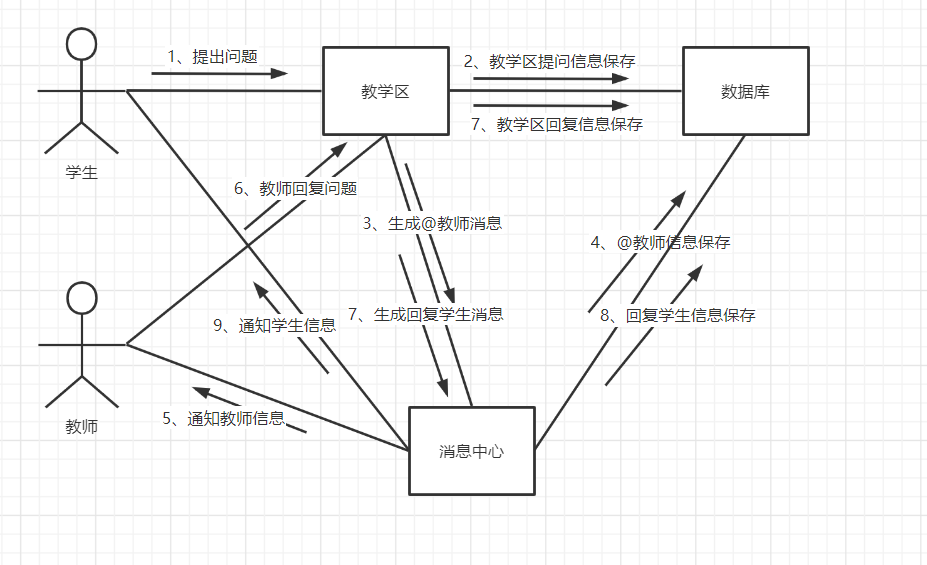 1、提出问题
2、教学区提问信息保存
教学区
数据库
7、教学区回复信息保存
学生
6、教师回复问题
3、生成@教师消息
4、@教师信息保存
7、生成回复学生消息
8、回复学生信息保存
9、通知学生信息
5、通知教师信息
教师
消息中心